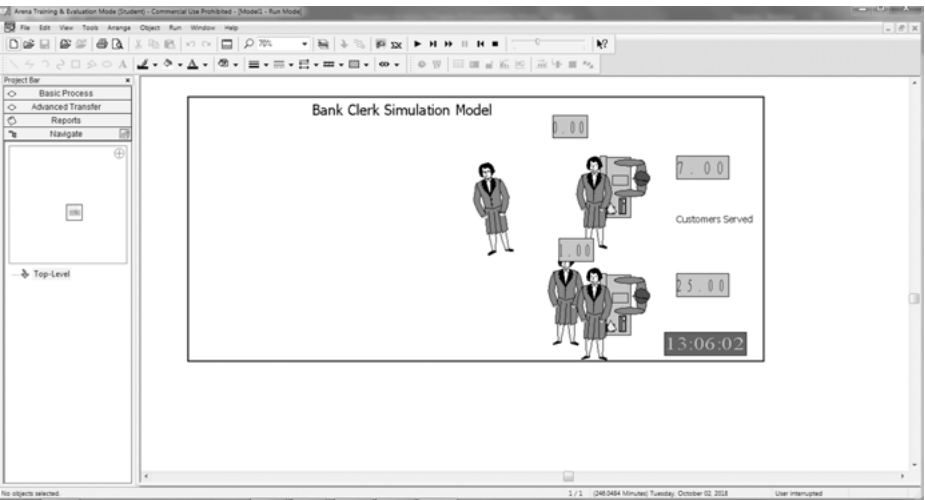 Arena Training & Evaluation Mode (Student) - Commercial Use Prohibited - [Model1 - Run Mode]
File Edit View Tools Arrange Object Run Window Help
70%
Project Bar
Basic Process
Advanced Transfer
Reports
Navigate
Top-Level
Bank Clerk Simulation Model
0.00
7.00
Customers Served
1.00
25.00
13:06:02
No objects selected.
1 / 1 (246.0484 Minutes) Tuesday, October 02, 2018 User interrupted